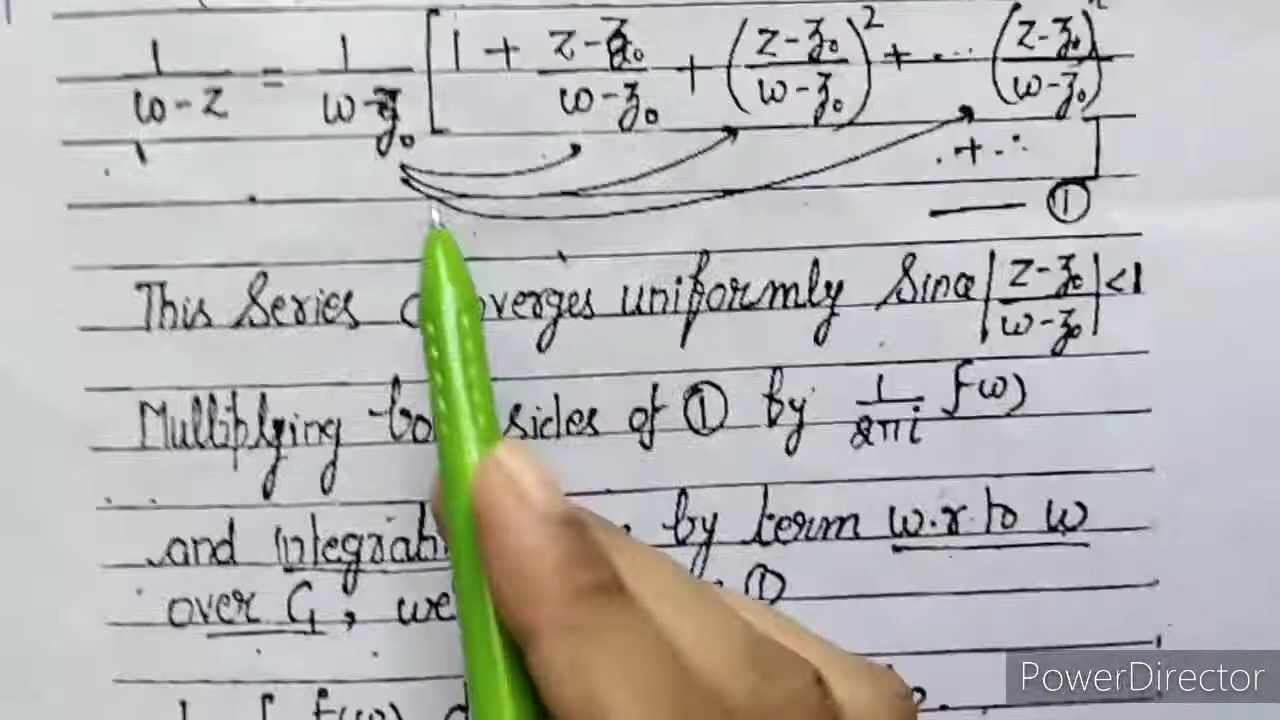 1/(w-z) = 1/(w-z₀) [1 + (z-z₀)/(w-z₀) + ((z-z₀)/(w-z₀))² + ... ((z-z₀)/(w-z₀))ⁿ
+ ...] — ①
This Series uniformly Since |(z-z₀)/(w-z₀)| < 1
Multiplying sides of ① by 1/(2πi) f(w)
and by term w.r.to w
over C₁, we ①
f(w)
PowerDirector